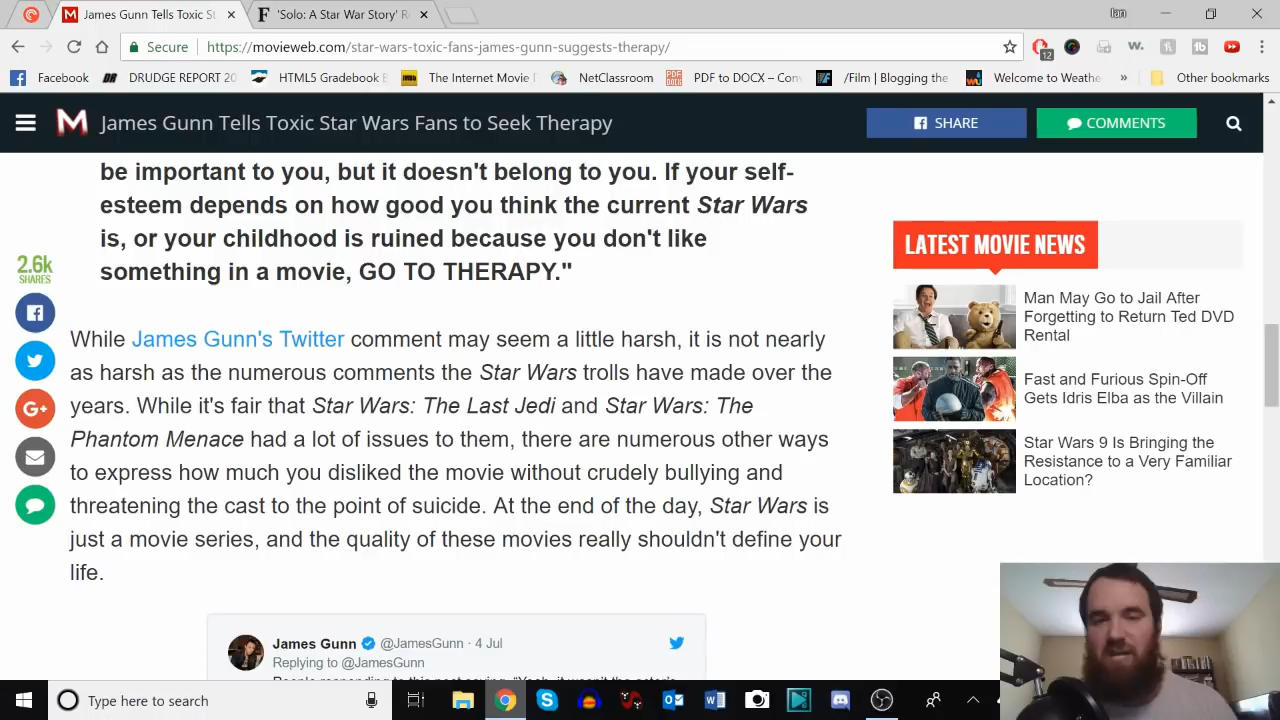 James Gunn Tells Toxic St
'Solo: A Star War Story' R
Ian
Secure
https://movieweb.com/star-wars-toxic-fans-james-gunn-suggests-therapy/
12
Facebook
DRUDGE REPORT 20
HTML5 Gradebook E
The Internet Movie
NetClassroom
PDF to DOCX – Con
/Film | Blogging the
Welcome to Weathe
»
Other bookmarks
M James Gunn Tells Toxic Star Wars Fans to Seek Therapy
SHARE
COMMENTS
be important to you, but it doesn't belong to you. If your self-
esteem depends on how good you think the current Star Wars
is, or your childhood is ruined because you don't like
something in a movie, GO TO THERAPY."
2.6k
SHARES
While James Gunn's Twitter comment may seem a little harsh, it is not nearly
as harsh as the numerous comments the Star Wars trolls have made over the
years. While it's fair that Star Wars: The Last Jedi and Star Wars: The
Phantom Menace had a lot of issues to them, there are numerous other ways
to express how much you disliked the movie without crudely bullying and
threatening the cast to the point of suicide. At the end of the day, Star Wars is
just a movie series, and the quality of these movies really shouldn't define your
life.
James Gunn @JamesGunn · 4 Jul
Replying to @JamesGunn
LATEST MOVIE NEWS
Man May Go to Jail After
Forgetting to Return Ted DVD
Rental
Fast and Furious Spin-Off
Gets Idris Elba as the Villain
Star Wars 9 Is Bringing the
Resistance to a Very Familiar
Location?
Type here to search